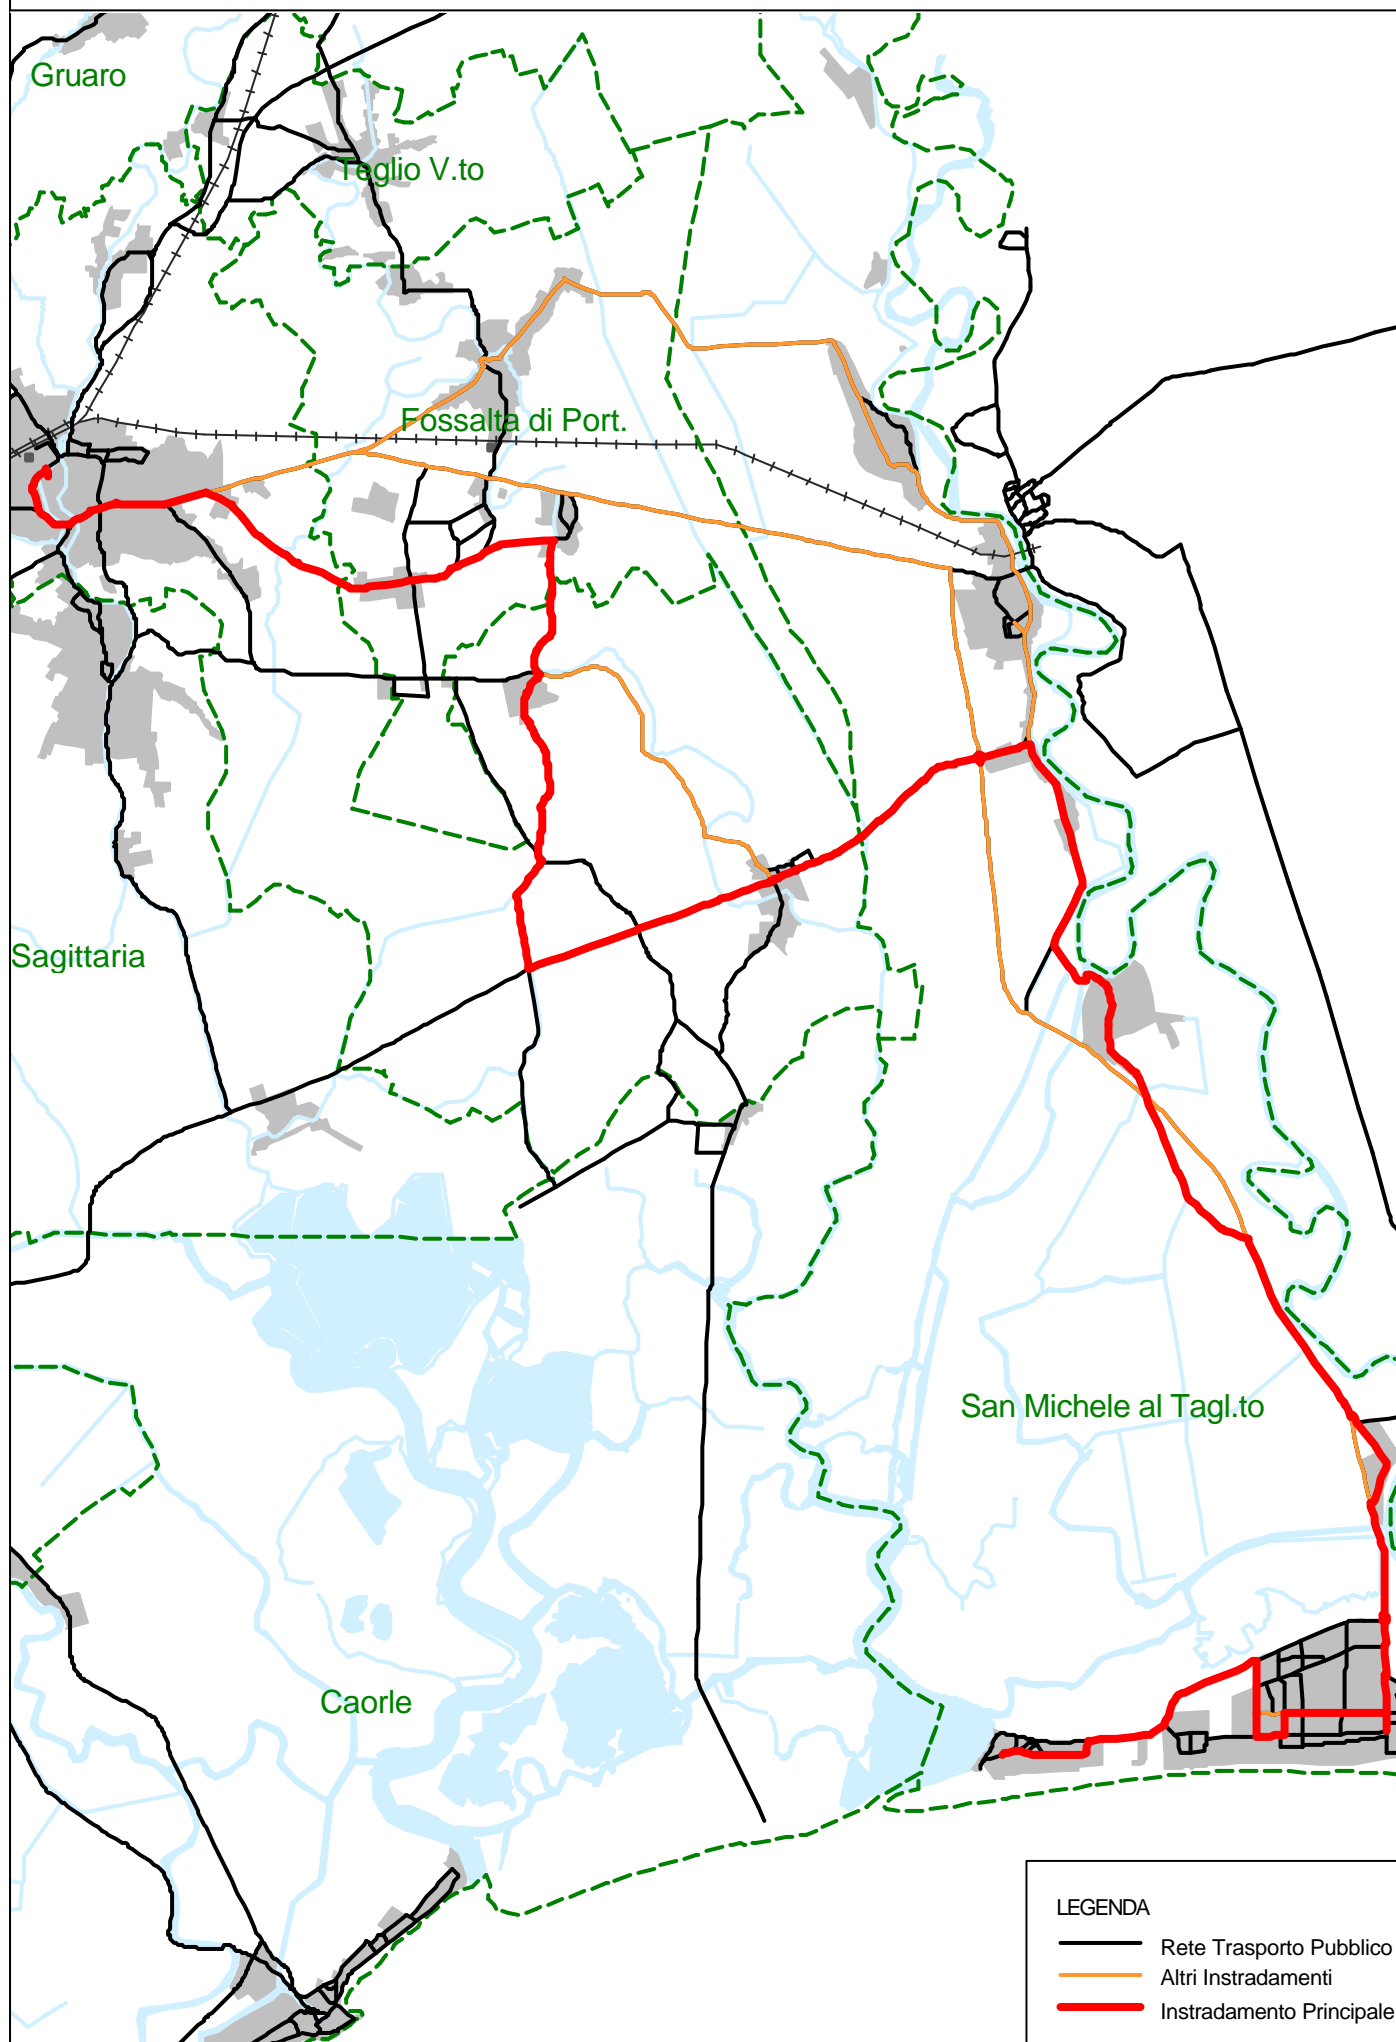 Gruaro
Teglio V.to
Fossalta di Port.
Sagittaria
San Michele al Tagl.to
Caorle
LEGENDA
Rete Trasporto Pubblico
Altri Instradamenti
Instradamento Principale